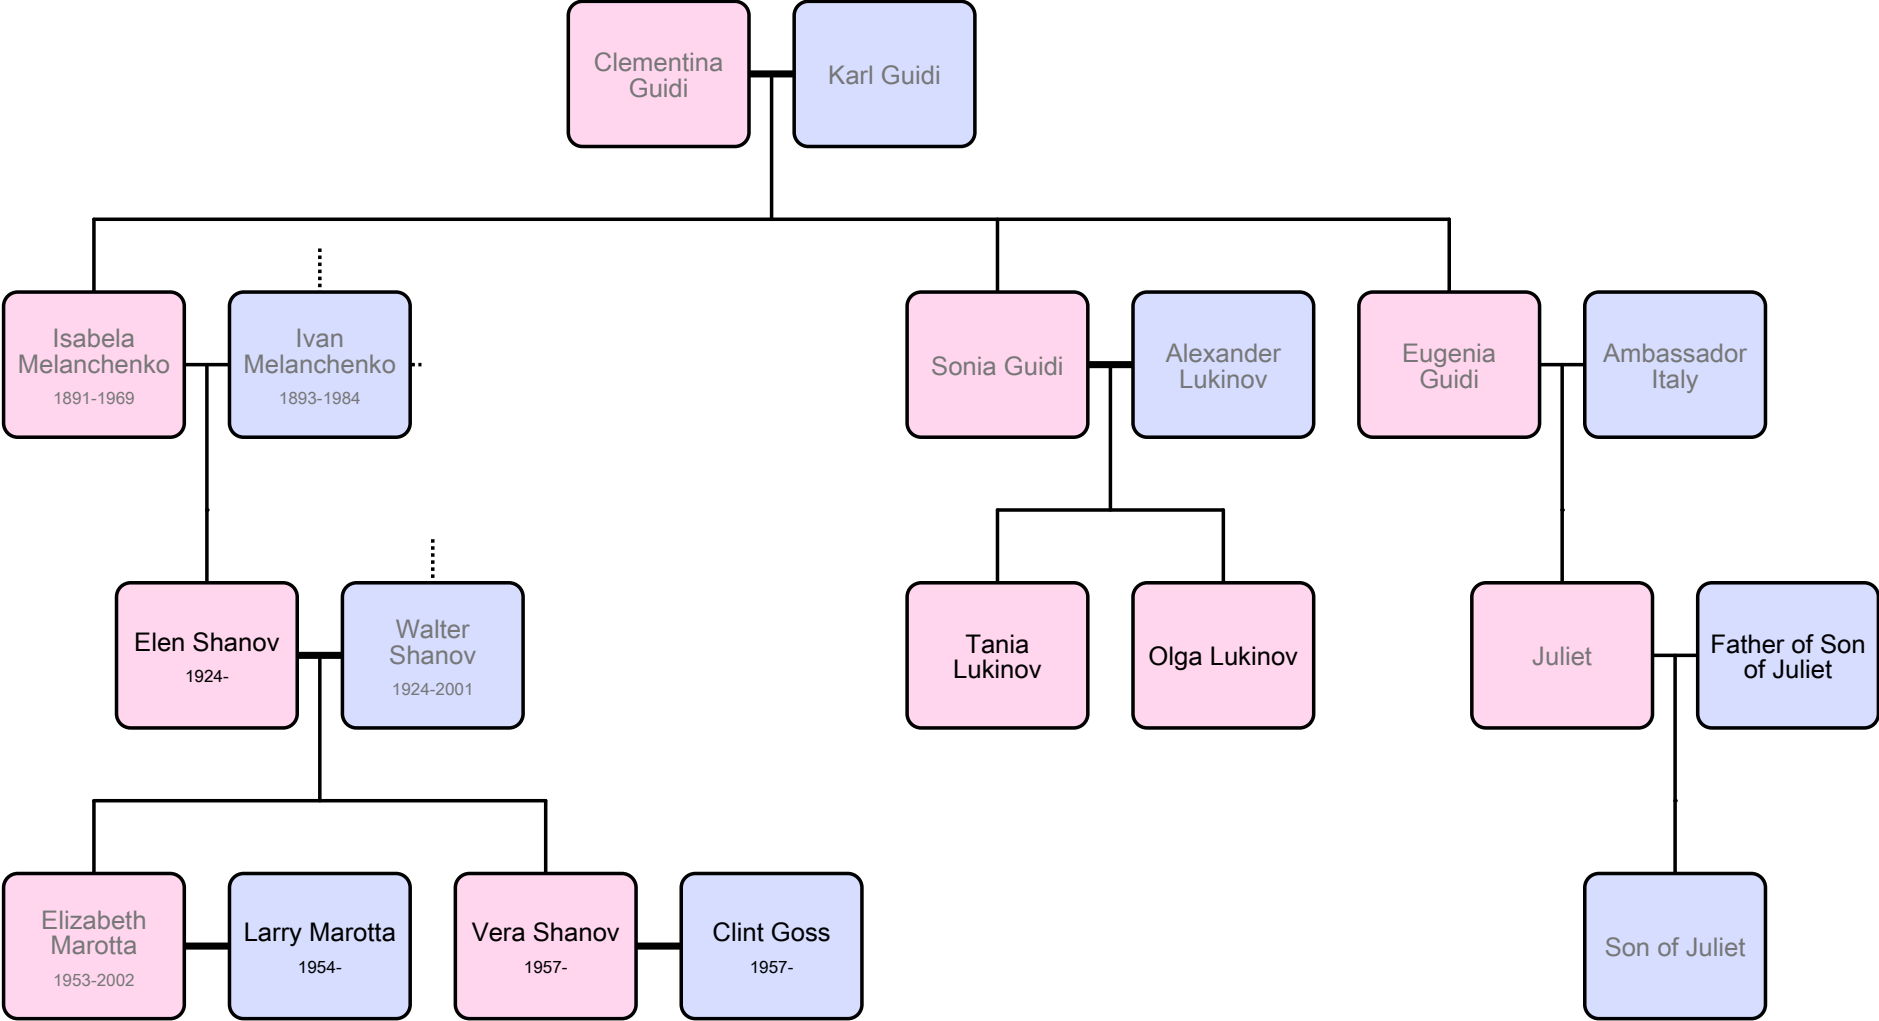 Clementina
Guidi
Karl Guidi
Isabela
Melanchenko
1891-1969
Ivan
Melanchenko
1893-1984
Sonia Guidi
Alexander
Lukinov
Eugenia
Guidi
Ambassador
Italy
Elen Shanov
1924-
Walter
Shanov
1924-2001
Tania
Lukinov
Olga Lukinov
Juliet
Father of Son
of Juliet
Elizabeth
Marotta
1953-2002
Larry Marotta
1954-
Vera Shanov
1957-
Clint Goss
1957-
Son of Juliet